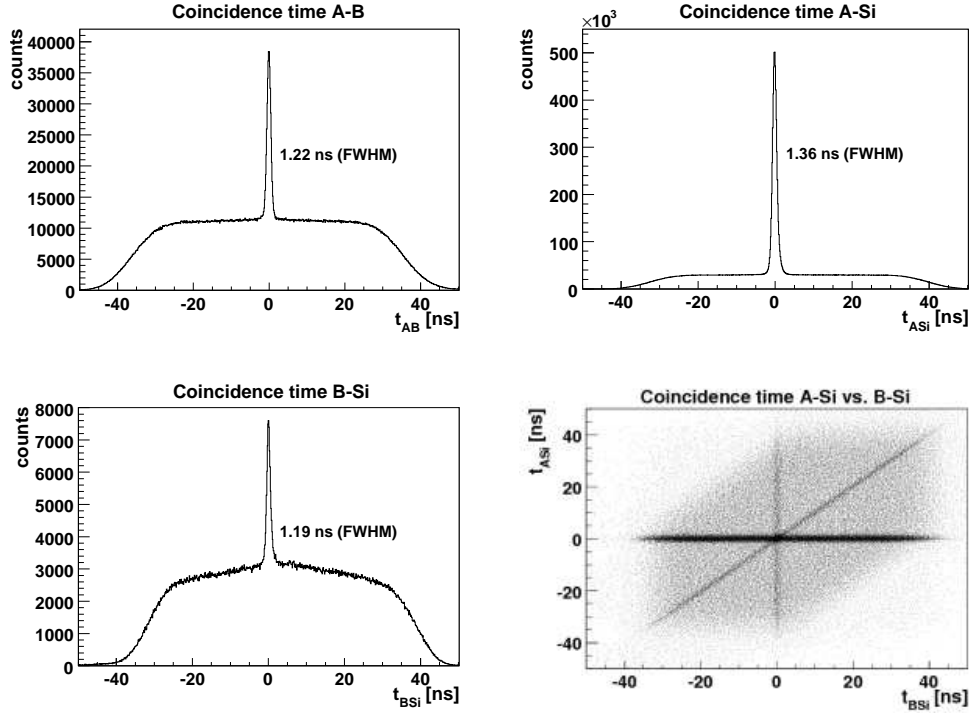 Coincidence time A-B
counts
40000
35000
30000
25000
20000
15000
10000
5000
0
1.22 ns (FWHM)
-40 -20 0 20 40
t_AB [ns]
Coincidence time A-Si
×10³
counts
500
400
300
200
100
0
1.36 ns (FWHM)
-40 -20 0 20 40
t_ASi [ns]
Coincidence time B-Si
counts
8000
7000
6000
5000
4000
3000
2000
1000
0
1.19 ns (FWHM)
-40 -20 0 20 40
t_BSi [ns]
Coincidence time A-Si vs. B-Si
t_ASi [ns]
40
20
0
-20
-40
-40 -20 0 20 40
t_BSi [ns]